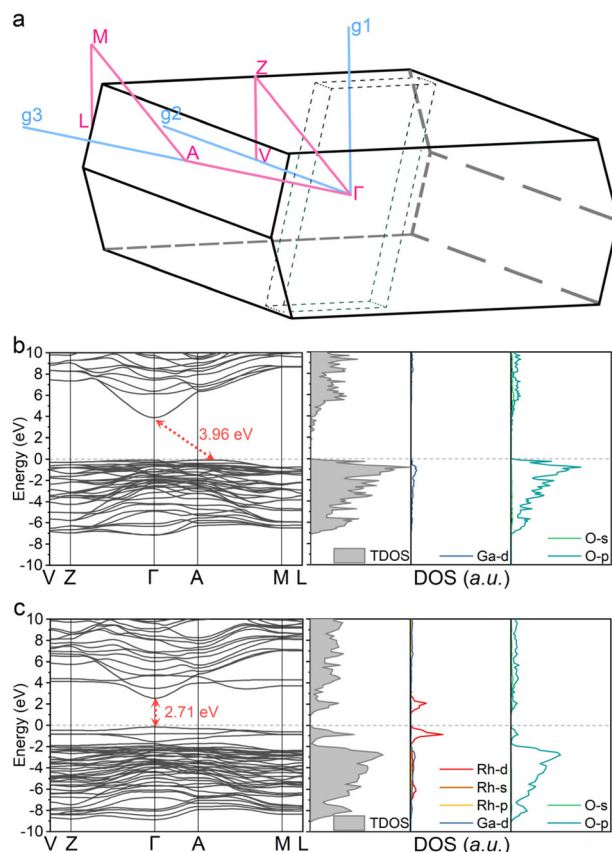 a
M
g1
Z
g3
g2
L
V
A
Γ
b
10
8
6
4
2
0
-2
-4
-6
-8
-10
Energy (eV)
3.96 eV
V Z Γ A M L
TDOS
Ga-d
O-s
O-p
DOS (a.u.)
c
10
8
6
4
2
0
-2
-4
-6
-8
-10
Energy (eV)
2.71 eV
V Z Γ A M L
TDOS
Rh-d
Rh-s
Rh-p
Ga-d
O-s
O-p
DOS (a.u.)